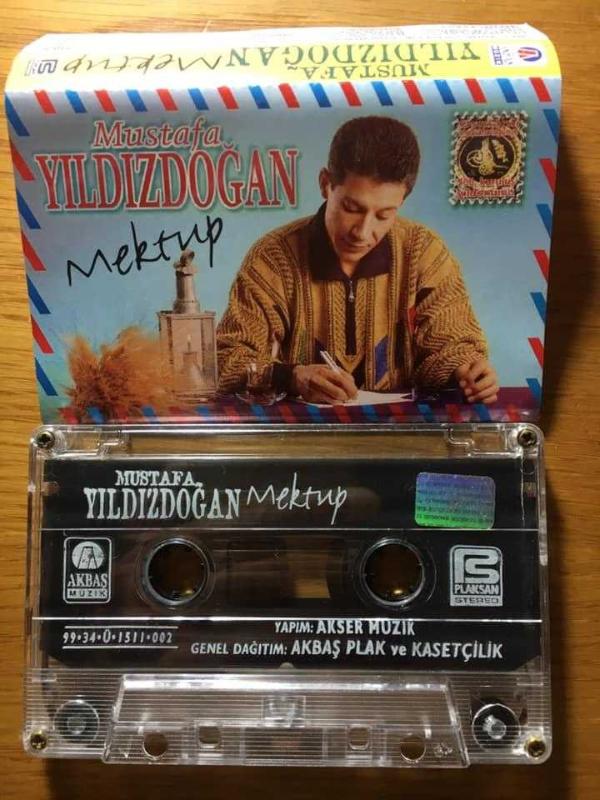 MUSTAFA
YILDIZDOĞAN
Mektup
Mustafa
YILDIZDOĞAN
Mektup
MUSTAFA
YILDIZDOĞAN Mektup
AKBAŞ
MÜZİK
PLAKSAN
STEREO
99•34•Ü•1511•002
YAPIM: AKSER MÜZİK
GENEL DAĞITIM: AKBAŞ PLAK ve KASETÇİLİK